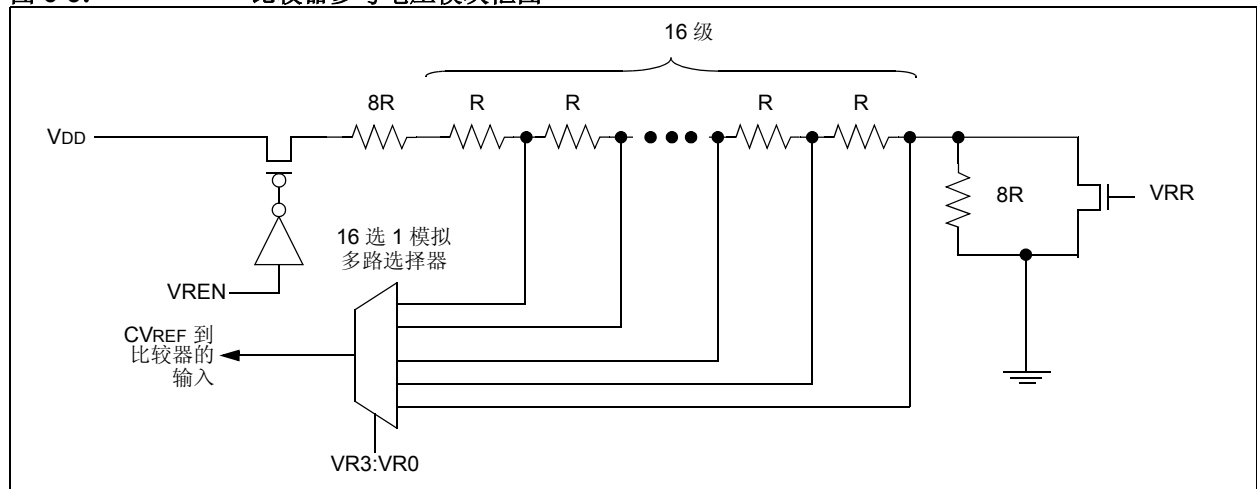 16 级
8R
R
R
R
R
VDD
8R
VRR
16 选 1 模拟
多路选择器
VREN
CVREF 到
比较器的
输入
VR3:VR0